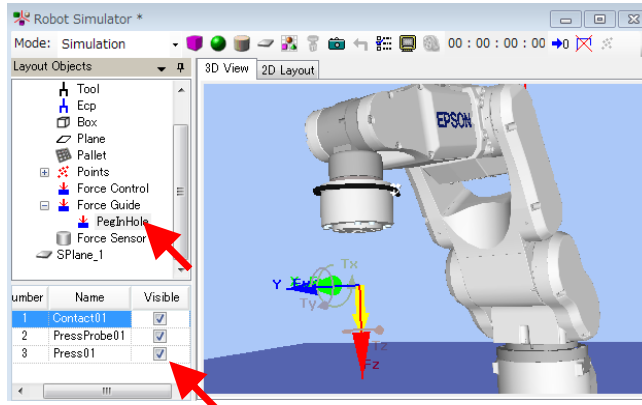 Robot Simulator *
Mode: Simulation
00 : 00 : 00 : 00
Layout Objects
3D View
2D Layout
Tool
Ecp
Box
Plane
Pallet
Points
Force Control
Force Guide
PegInHole
Force Sensor
SPlane_1
umber Name Visible
1 Contact01
2 PressProbe01
3 Press01
EPSON
Tx
Y
Ty
Tz
Fz